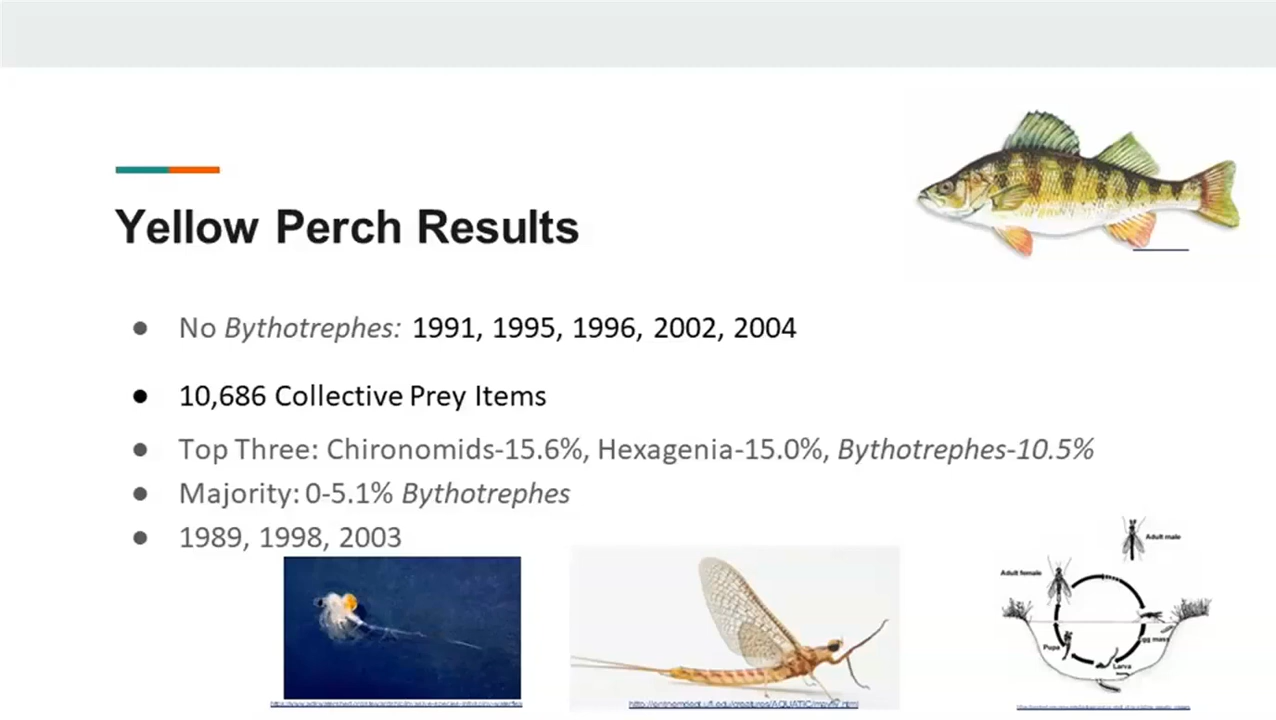 Yellow Perch Results
● No Bythotrephes: 1991, 1995, 1996, 2002, 2004
● 10,686 Collective Prey Items
● Top Three: Chironomids-15.6%, Hexagenia-15.0%, Bythotrephes-10.5%
● Majority: 0-5.1% Bythotrephes
● 1989, 1998, 2003
Adult male
Adult female
Egg mass
Pupa
Larva